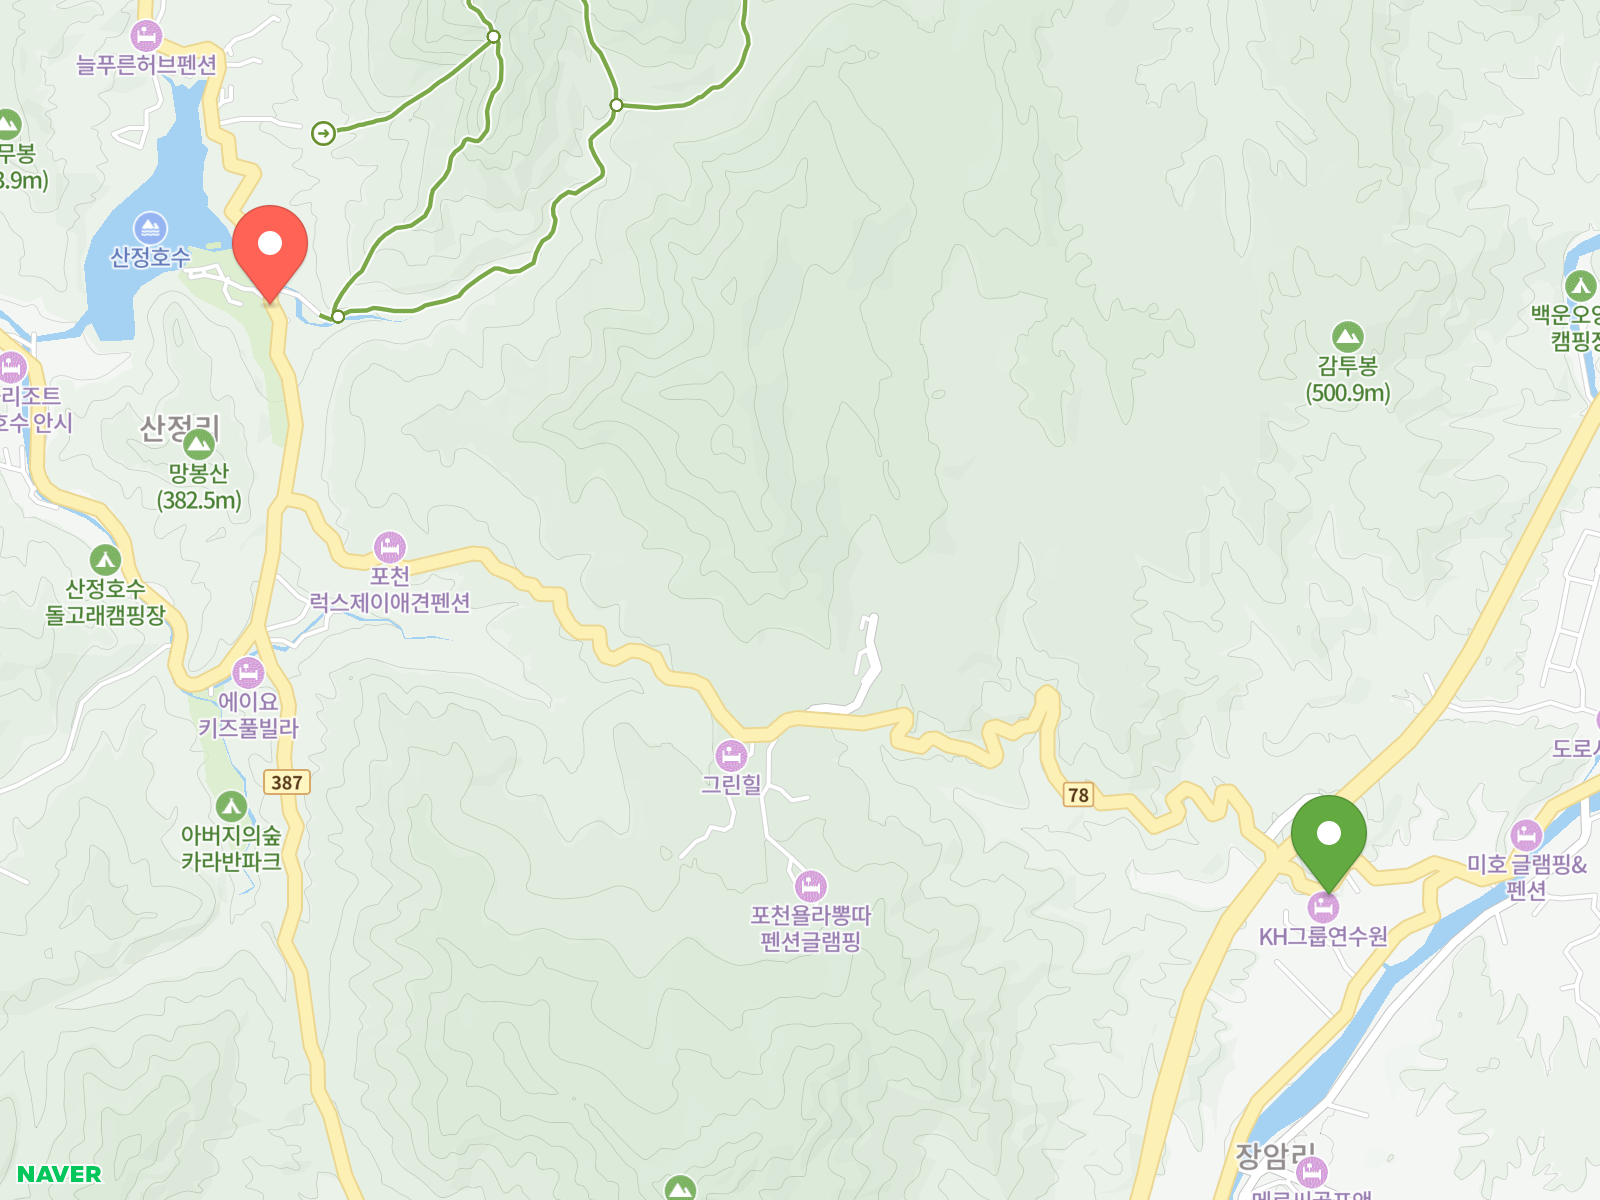 늘푸른허브펜션
무봉
3.9m)
산정호수
백운오
캠핑장
감투봉
(500.9m)
리조트
호수 안시
산정리
망봉산
(382.5m)
포천
럭스제이애견펜션
산정호수
돌고래캠핑장
에이요
키즈풀빌라
387
그린힐
78
도로시
아버지의숲
카라반파크
미호 글램핑&
펜션
포천욜라뽕따
펜션글램핑
KH그룹연수원
장암리
NAVER